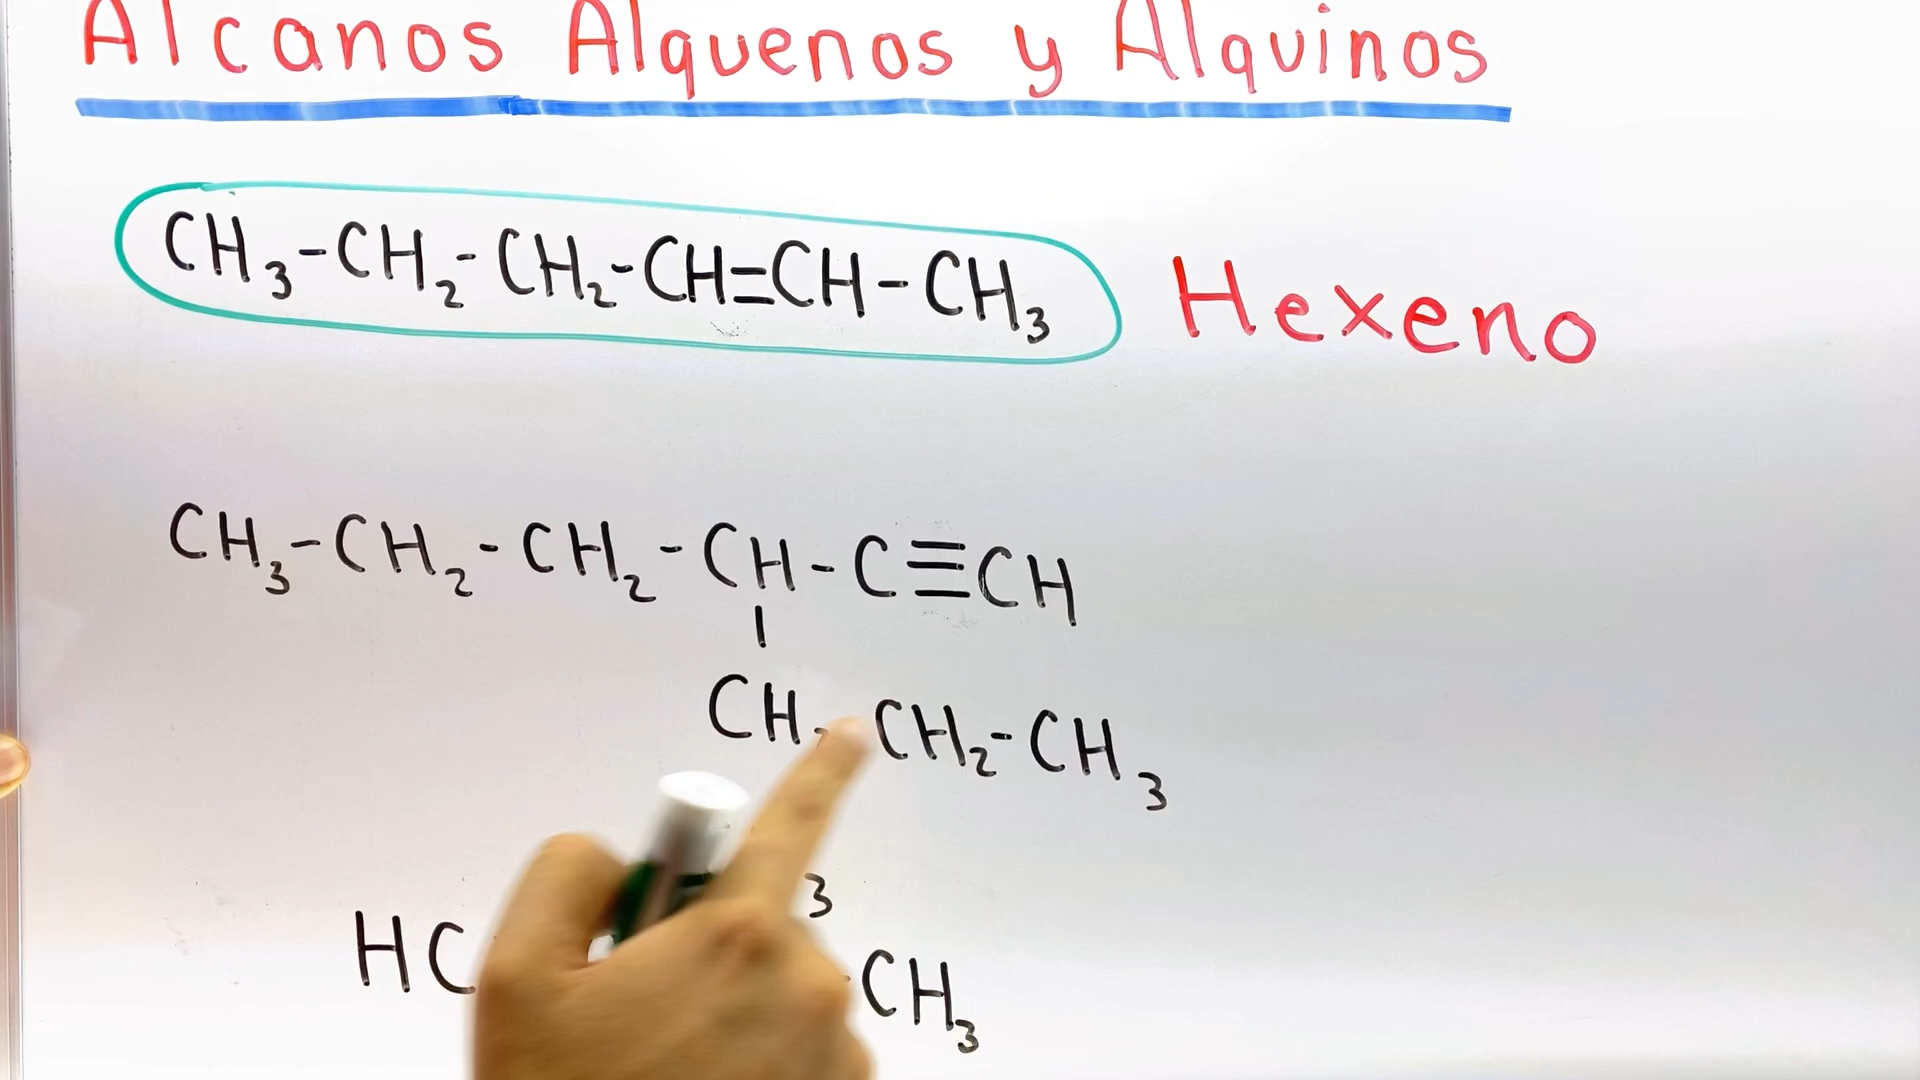 Alcanos Alquenos y Alquinos
CH₃-CH₂-CH₂-CH=CH-CH₃ Hexeno
CH₃-CH₂-CH₂-CH-C≡CH
|
CH₂-CH₂-CH₃
3
HC -CH₃